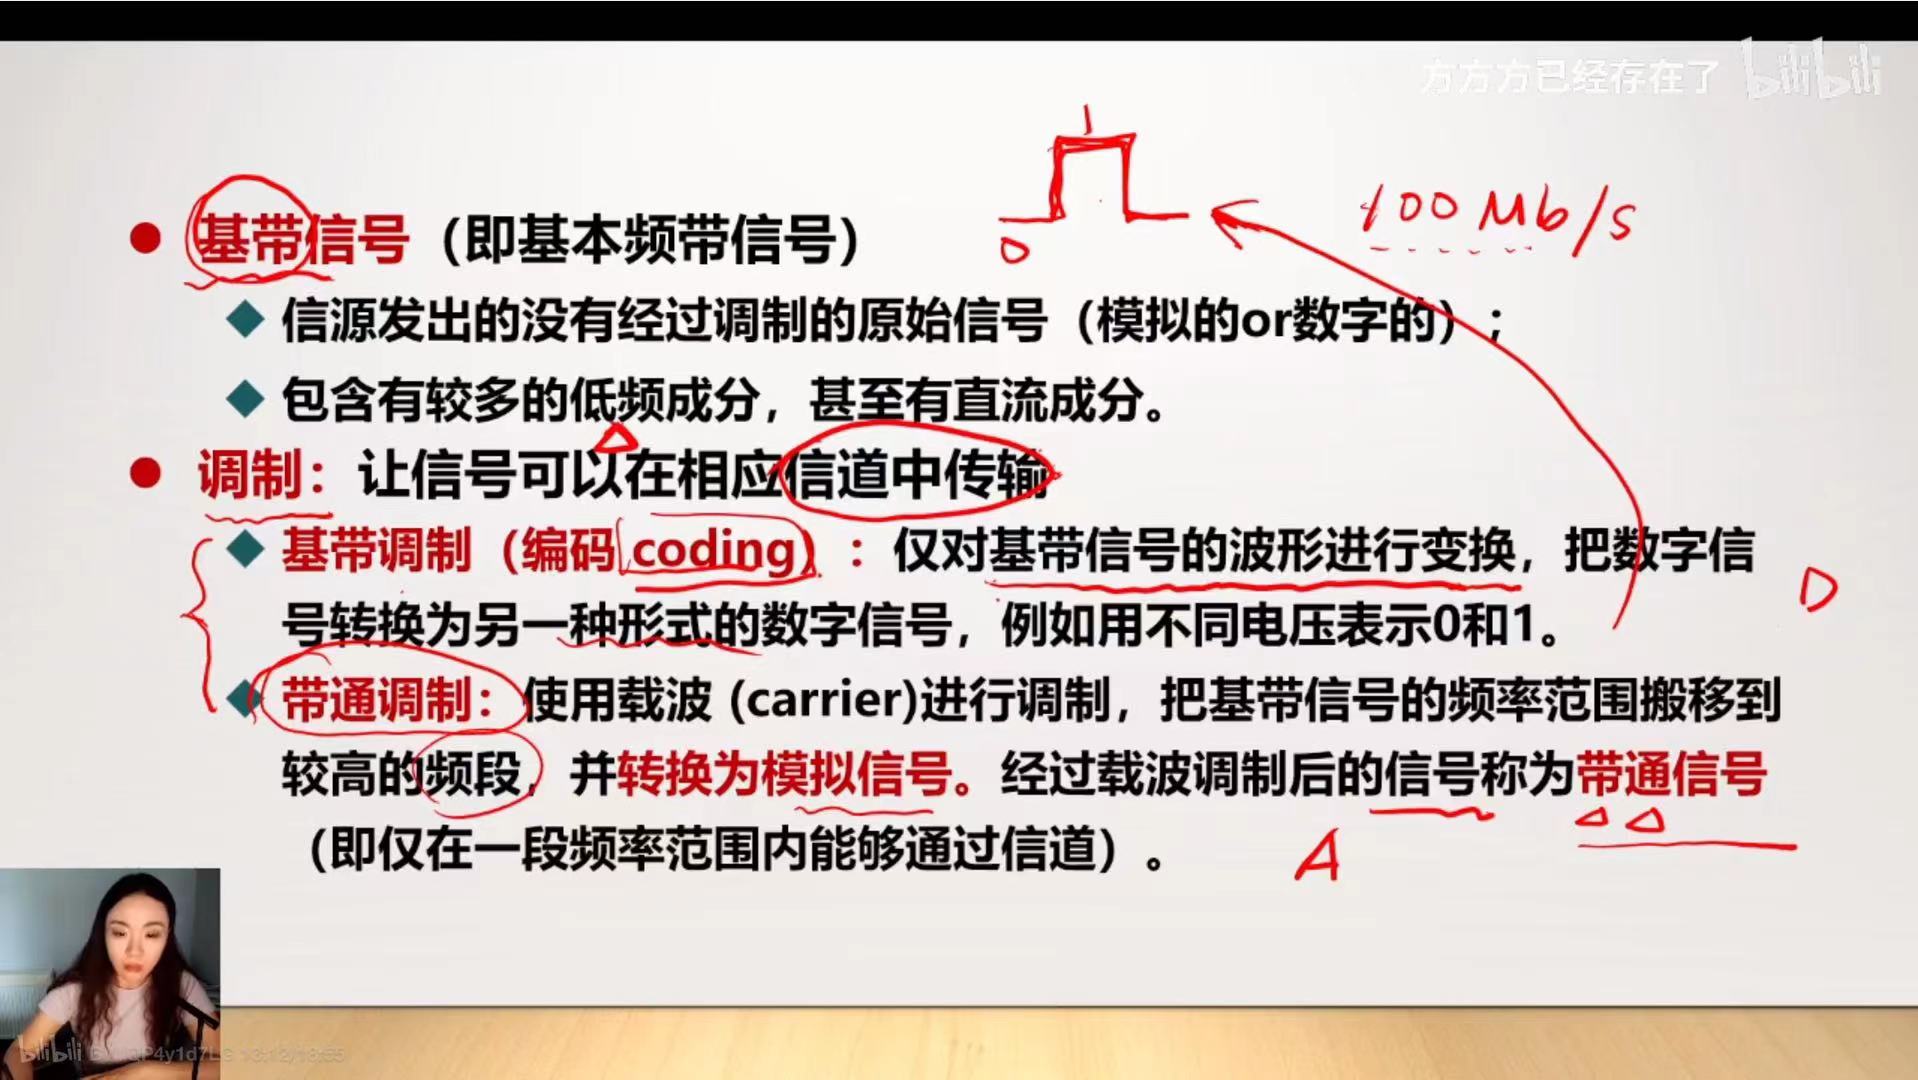 方方方已经存在了 bilibili
1
0
100 Mb/s
基带信号（即基本频带信号）
信源发出的没有经过调制的原始信号（模拟的or数字的）；
包含有较多的低频成分，甚至有直流成分。
调制：让信号可以在相应信道中传输
基带调制（编码 coding）：仅对基带信号的波形进行变换，把数字信
号转换为另一种形式的数字信号，例如用不同电压表示0和1。
D
带通调制：使用载波 (carrier)进行调制，把基带信号的频率范围搬移到
较高的频段，并转换为模拟信号。经过载波调制后的信号称为带通信号
（即仅在一段频率范围内能够通过信道）。
A
bilibili